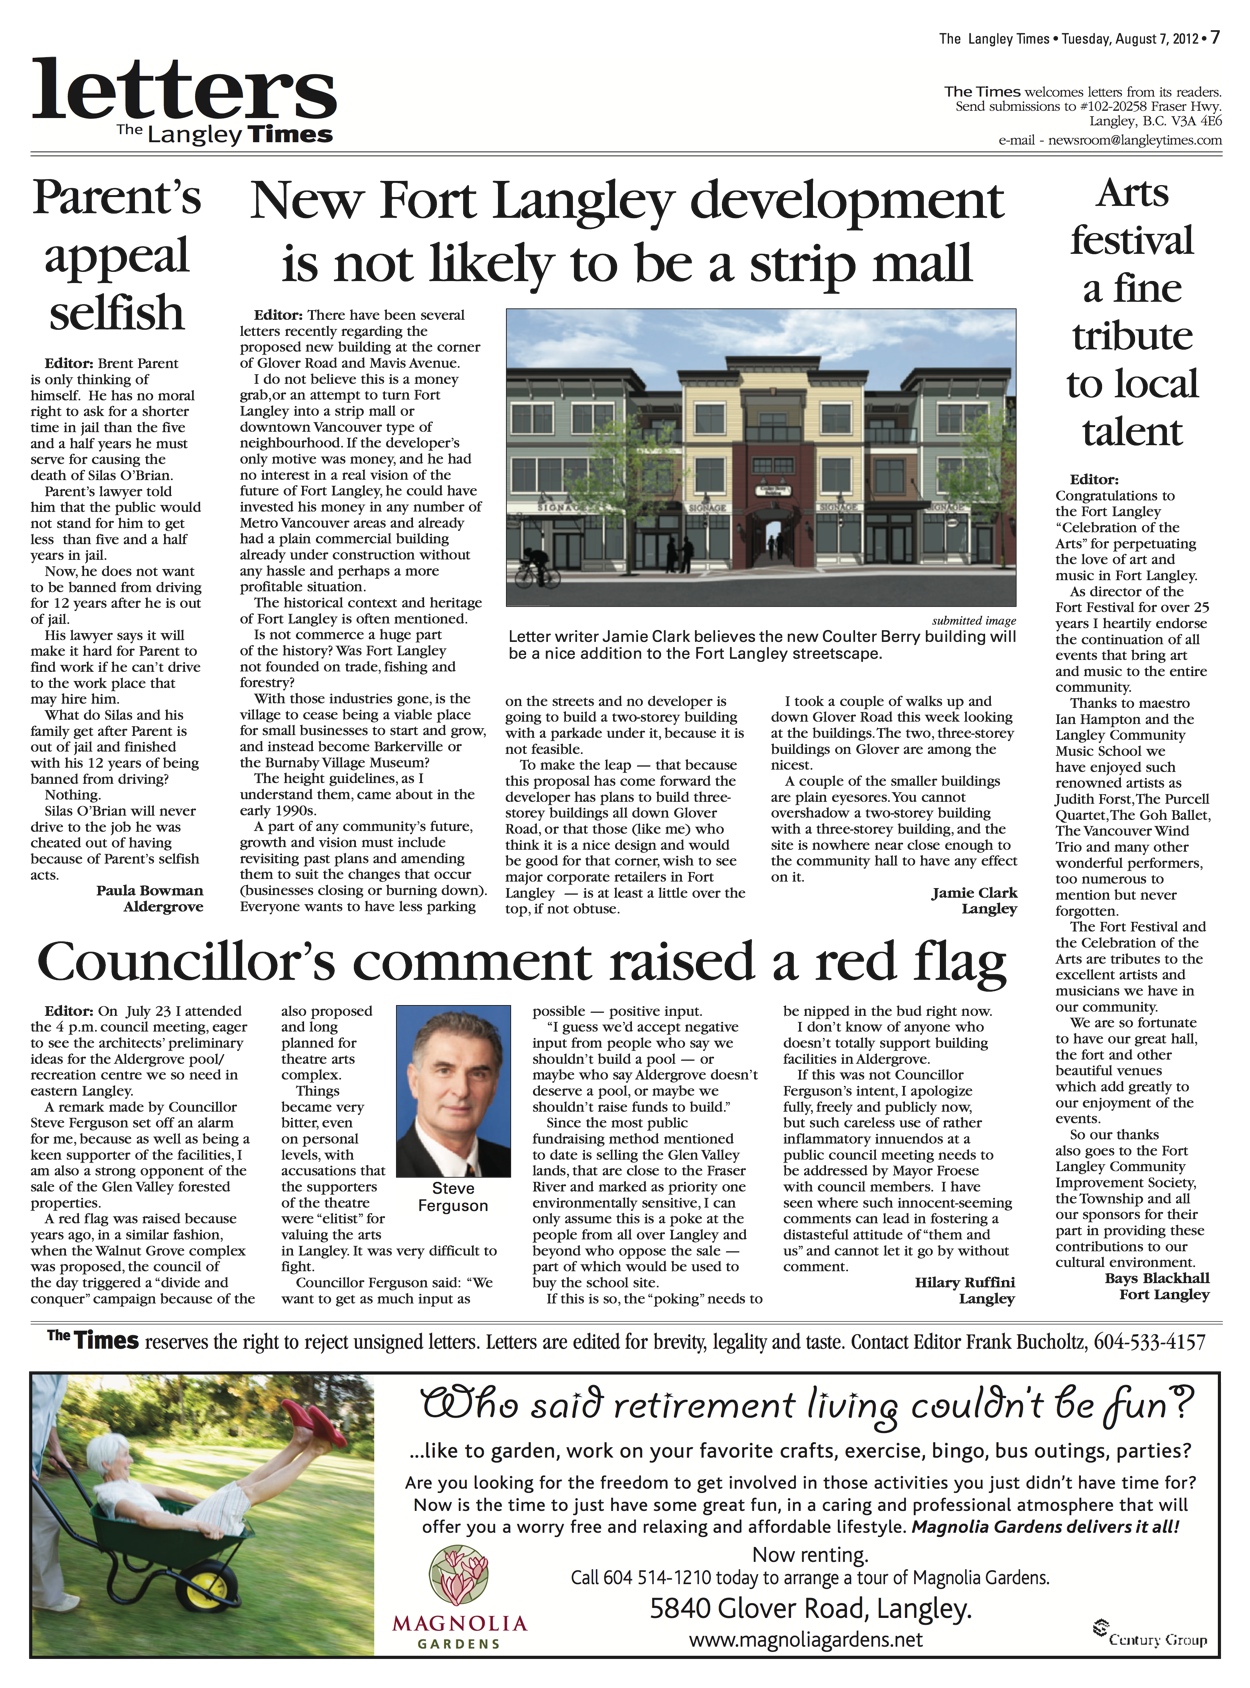 The Langley Times • Tuesday, August 7, 2012 • 7
letters
The Langley Times
The Times welcomes letters from its readers.
Send submissions to #102-20258 Fraser Hwy.
Langley, B.C. V3A 4E6
e-mail - newsroom@langleytimes.com
Parent's
appeal
selfish
Editor: Brent Parent
is only thinking of
himself. He has no moral
right to ask for a shorter
time in jail than the five
and a half years he must
serve for causing the
death of Silas O'Brian.
Parent's lawyer told
him that the public would
not stand for him to get
less than five and a half
years in jail.
Now, he does not want
to be banned from driving
for 12 years after he is out
of jail.
His lawyer says it will
make it hard for Parent to
find work if he can't drive
to the work place that
may hire him.
What do Silas and his
family get after Parent is
out of jail and finished
with his 12 years of being
banned from driving?
Nothing.
Silas O'Brian will never
drive to the job he was
cheated out of having
because of Parent's selfish
acts.
Paula Bowman
Aldergrove
New Fort Langley development
is not likely to be a strip mall
Editor: There have been several
letters recently regarding the
proposed new building at the corner
of Glover Road and Mavis Avenue.
I do not believe this is a money
grab,or an attempt to turn Fort
Langley into a strip mall or
downtown Vancouver type of
neighbourhood. If the developer's
only motive was money, and he had
no interest in a real vision of the
future of Fort Langley, he could have
invested his money in any number of
Metro Vancouver areas and already
had a plain commercial building
already under construction without
any hassle and perhaps a more
profitable situation.
The historical context and heritage
of Fort Langley is often mentioned.
Is not commerce a huge part
of the history? Was Fort Langley
not founded on trade, fishing and
forestry?
With those industries gone, is the
village to cease being a viable place
for small businesses to start and grow,
and instead become Barkerville or
the Burnaby Village Museum?
The height guidelines, as I
understand them, came about in the
early 1990s.
A part of any community's future,
growth and vision must include
revisiting past plans and amending
them to suit the changes that occur
(businesses closing or burning down).
Everyone wants to have less parking
SIGNAGE
SIGNAGE
Coulter Berry
Building
SIGNAGE
SIGNAGE
submitted image
Letter writer Jamie Clark believes the new Coulter Berry building will
be a nice addition to the Fort Langley streetscape.
on the streets and no developer is
going to build a two-storey building
with a parkade under it, because it is
not feasible.
To make the leap — that because
this proposal has come forward the
developer has plans to build three-
storey buildings all down Glover
Road, or that those (like me) who
think it is a nice design and would
be good for that corner, wish to see
major corporate retailers in Fort
Langley — is at least a little over the
top, if not obtuse.
I took a couple of walks up and
down Glover Road this week looking
at the buildings. The two, three-storey
buildings on Glover are among the
nicest.
A couple of the smaller buildings
are plain eyesores. You cannot
overshadow a two-storey building
with a three-storey building, and the
site is nowhere near close enough to
the community hall to have any effect
on it.
Jamie Clark
Langley
Arts
festival
a fine
tribute
to local
talent
Editor:
Congratulations to
the Fort Langley
"Celebration of the
Arts" for perpetuating
the love of art and
music in Fort Langley.
As director of the
Fort Festival for over 25
years I heartily endorse
the continuation of all
events that bring art
and music to the entire
community.
Thanks to maestro
Ian Hampton and the
Langley Community
Music School we
have enjoyed such
renowned artists as
Judith Forst, The Purcell
Quartet, The Goh Ballet,
The Vancouver Wind
Trio and many other
wonderful performers,
too numerous to
mention but never
forgotten.
The Fort Festival and
the Celebration of the
Arts are tributes to the
excellent artists and
musicians we have in
our community.
We are so fortunate
to have our great hall,
the fort and other
beautiful venues
which add greatly to
our enjoyment of the
events.
So our thanks
also goes to the Fort
Langley Community
Improvement Society,
the Township and all
our sponsors for their
part in providing these
contributions to our
cultural environment.
Bays Blackhall
Fort Langley
Councillor's comment raised a red flag
Editor: On July 23 I attended
the 4 p.m. council meeting, eager
to see the architects' preliminary
ideas for the Aldergrove pool/
recreation centre we so need in
eastern Langley.
A remark made by Councillor
Steve Ferguson set off an alarm
for me, because as well as being a
keen supporter of the facilities, I
am also a strong opponent of the
sale of the Glen Valley forested
properties.
A red flag was raised because
years ago, in a similar fashion,
when the Walnut Grove complex
was proposed, the council of
the day triggered a "divide and
conquer" campaign because of the
also proposed
and long
planned for
theatre arts
complex.
Things
became very
bitter, even
on personal
levels, with
accusations that
the supporters
of the theatre
were "elitist" for
valuing the arts
in Langley. It was very difficult to
fight.
Councillor Ferguson said: "We
want to get as much input as
Steve
Ferguson
possible — positive input.
"I guess we'd accept negative
input from people who say we
shouldn't build a pool — or
maybe who say Aldergrove doesn't
deserve a pool, or maybe we
shouldn't raise funds to build."
Since the most public
fundraising method mentioned
to date is selling the Glen Valley
lands, that are close to the Fraser
River and marked as priority one
environmentally sensitive, I can
only assume this is a poke at the
people from all over Langley and
beyond who oppose the sale —
part of which would be used to
buy the school site.
If this is so, the "poking" needs to
be nipped in the bud right now.
I don't know of anyone who
doesn't totally support building
facilities in Aldergrove.
If this was not Councillor
Ferguson's intent, I apologize
fully, freely and publicly now,
but such careless use of rather
inflammatory innuendos at a
public council meeting needs to
be addressed by Mayor Froese
with council members. I have
seen where such innocent-seeming
comments can lead in fostering a
distasteful attitude of "them and
us" and cannot let it go by without
comment.
Hilary Ruffini
Langley
The Times reserves the right to reject unsigned letters. Letters are edited for brevity, legality and taste. Contact Editor Frank Bucholtz, 604-533-4157
Who said retirement living couldn't be fun?
...like to garden, work on your favorite crafts, exercise, bingo, bus outings, parties?
Are you looking for the freedom to get involved in those activities you just didn't have time for?
Now is the time to just have some great fun, in a caring and professional atmosphere that will
offer you a worry free and relaxing and affordable lifestyle. Magnolia Gardens delivers it all!
Now renting.
Call 604 514-1210 today to arrange a tour of Magnolia Gardens.
5840 Glover Road, Langley.
www.magnoliagardens.net
MAGNOLIA
GARDENS
Century Group